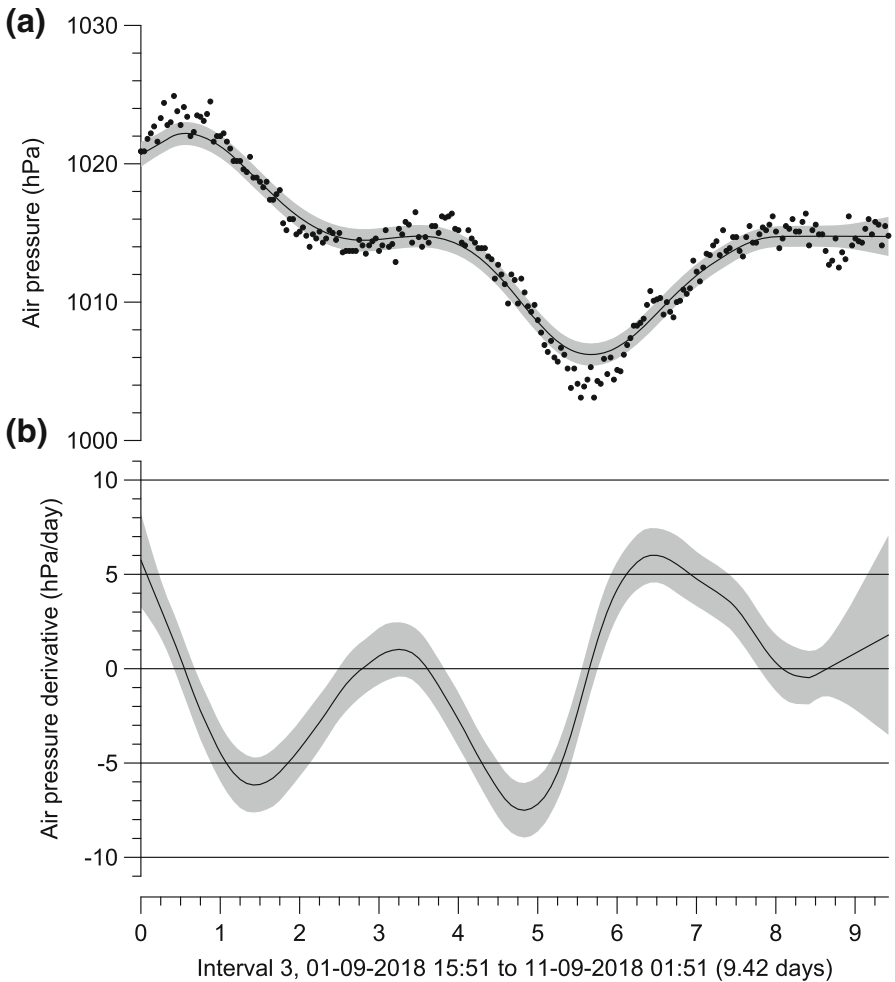 (a)
1030
1020
1010
1000
Air pressure (hPa)
(b)
10
5
0
-5
-10
Air pressure derivative (hPa/day)
0 1 2 3 4 5 6 7 8 9
Interval 3, 01-09-2018 15:51 to 11-09-2018 01:51 (9.42 days)